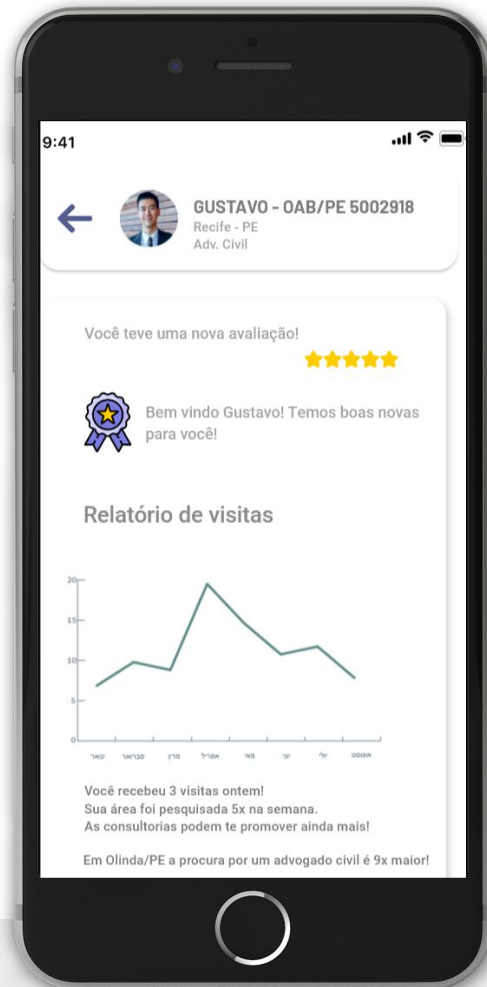 9:41
GUSTAVO - OAB/PE 5002918
Recife - PE
Adv. Civil
Você teve uma nova avaliação!
Bem vindo Gustavo! Temos boas novas
para você!
Relatório de visitas
20
15
10
5
0
ינואר פברואר מרץ אפריל מאי יוני יולי אוגוסט
Você recebeu 3 visitas ontem!
Sua área foi pesquisada 5x na semana.
As consultorias podem te promover ainda mais!
Em Olinda/PE a procura por um advogado civil é 9x maior!